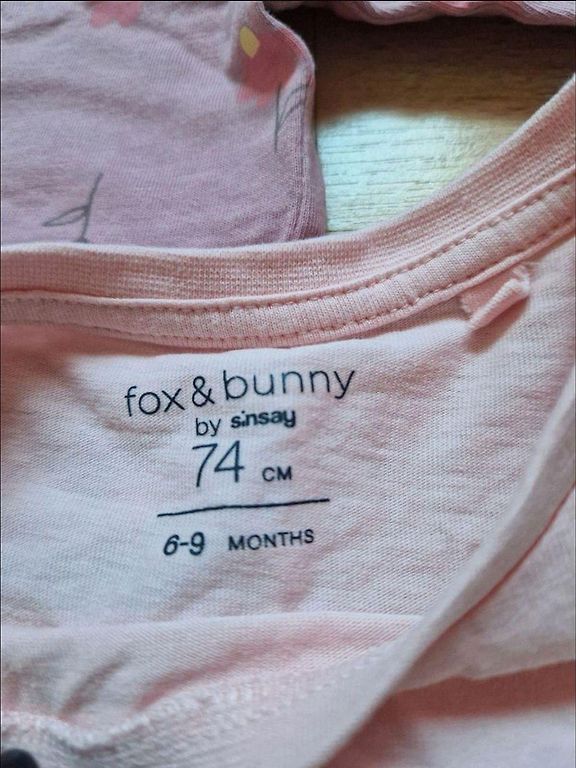 fox & bunny
by sinsay
74 CM
6-9 MONTHS